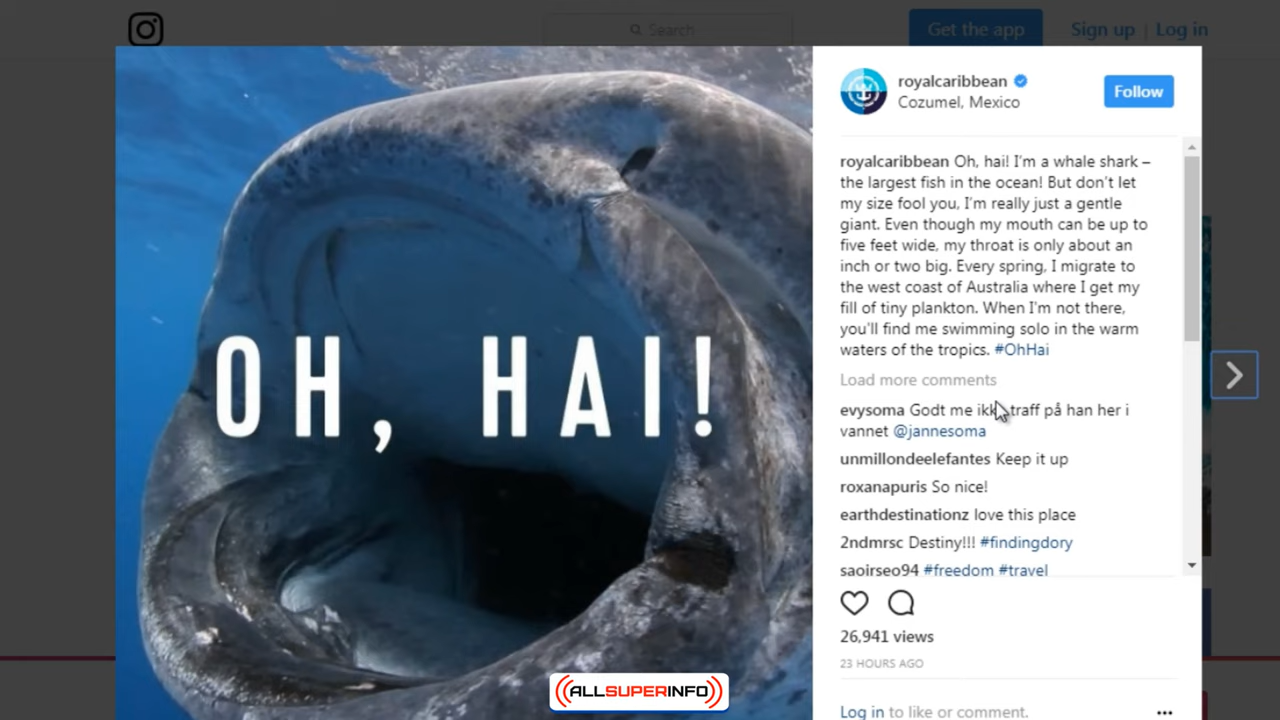 Search
Get the app
Sign up | Log in
OH, HAI!
royalcaribbean
Cozumel, Mexico
Follow
royalcaribbean Oh, hai! I'm a whale shark –
the largest fish in the ocean! But don't let
my size fool you, I'm really just a gentle
giant. Even though my mouth can be up to
five feet wide, my throat is only about an
inch or two big. Every spring, I migrate to
the west coast of Australia where I get my
fill of tiny plankton. When I'm not there,
you'll find me swimming solo in the warm
waters of the tropics. #OhHai
Load more comments
evysoma Godt me ikke traff på han her i
vannet @jannesoma
unmillondeelefantes Keep it up
roxanapuris So nice!
earthdestinationz love this place
2ndmrsc Destiny!!! #findingdory
saoirseo94 #freedom #travel
26,941 views
23 HOURS AGO
Log in to like or comment.
ALLSUPERINFO